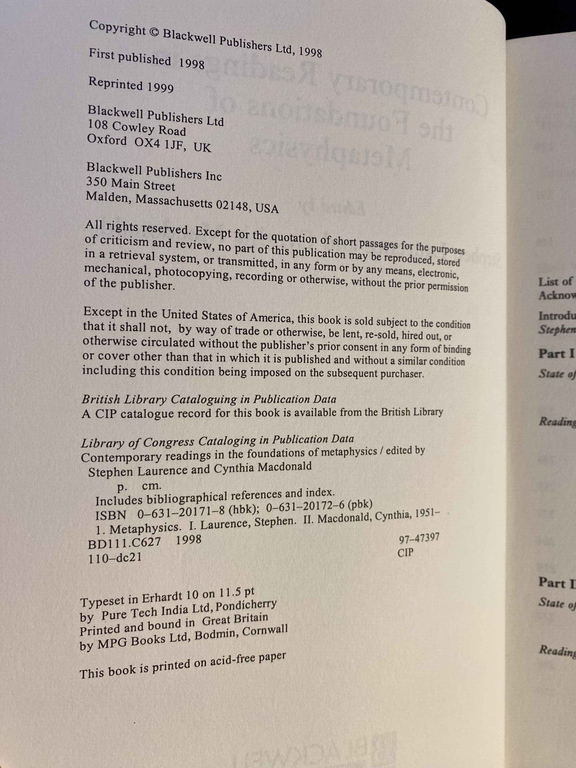 Copyright © Blackwell Publishers Ltd, 1998
First published 1998
Reprinted 1999
Blackwell Publishers Ltd
108 Cowley Road
Oxford OX4 1JF, UK
Blackwell Publishers Inc
350 Main Street
Malden, Massachusetts 02148, USA
All rights reserved. Except for the quotation of short passages for the purposes
of criticism and review, no part of this publication may be reproduced, stored
in a retrieval system, or transmitted, in any form or by any means, electronic,
mechanical, photocopying, recording or otherwise, without the prior permission
of the publisher.
Except in the United States of America, this book is sold subject to the condition
that it shall not, by way of trade or otherwise, be lent, re-sold, hired out, or
otherwise circulated without the publisher's prior consent in any form of binding
or cover other than that in which it is published and without a similar condition
including this condition being imposed on the subsequent purchaser.
British Library Cataloguing in Publication Data
A CIP catalogue record for this book is available from the British Library
Library of Congress Cataloging in Publication Data
Contemporary readings in the foundations of metaphysics / edited by
Stephen Laurence and Cynthia Macdonald
p. cm.
Includes bibliographical references and index.
ISBN 0-631-20171-8 (hbk); 0-631-20172-6 (pbk)
1. Metaphysics. I. Laurence, Stephen. II. Macdonald, Cynthia, 1951-
BD111.C627 1998
97-47397
110-dc21
CIP
Typeset in Erhardt 10 on 11.5 pt
by Pure Tech India Ltd, Pondicherry
Printed and bound in Great Britain
by MPG Books Ltd, Bodmin, Cornwall
This book is printed on acid-free paper
List of
Acknow
Introdu
Stephen
Part I
State of
Reading
Part I
State of
Reading